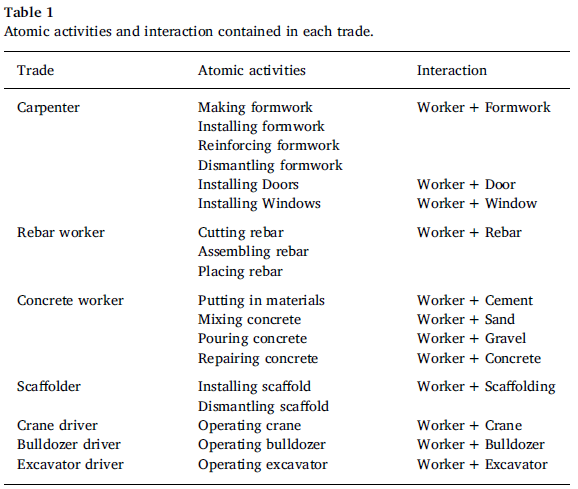 Table 1
Atomic activities and interaction contained in each trade.
Trade Atomic activities Interaction
Carpenter Making formwork Worker + Formwork
Installing formwork
Reinforcing formwork
Dismantling formwork
Installing Doors Worker + Door
Installing Windows Worker + Window
Rebar worker Cutting rebar Worker + Rebar
Assembling rebar
Placing rebar
Concrete worker Putting in materials Worker + Cement
Mixing concrete Worker + Sand
Pouring concrete Worker + Gravel
Repairing concrete Worker + Concrete
Scaffolder Installing scaffold Worker + Scaffolding
Dismantling scaffold
Crane driver Operating crane Worker + Crane
Bulldozer driver Operating bulldozer Worker + Bulldozer
Excavator driver Operating excavator Worker + Excavator